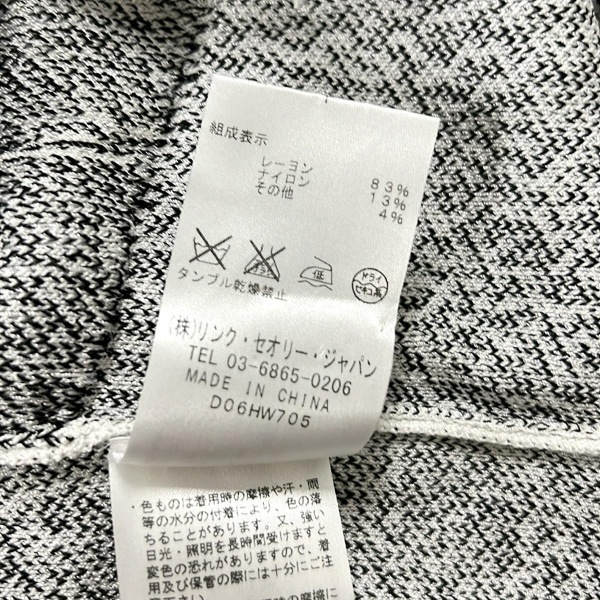 組成表示
レーヨン 83%
ナイロン 13%
その他 4%
低
ドライ
セキユ系
タンブル乾燥禁止
(株)リンク・セオリー・ジャパン
TEL 03-6865-0206
MADE IN CHINA
D06HW705
・色ものは着用時の摩擦や汗・雨
等の水分の付着により、色の落
ちることがあります。又、強い
日光・照明を長時間受けますと
変色の恐れがありますので、着
用及び保管の際には十分にご注
意下さい。